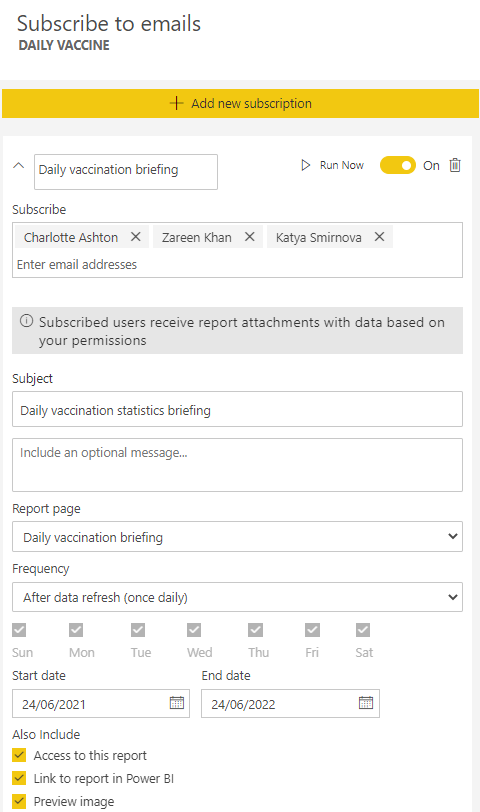 Subscribe to emails
DAILY VACCINE
Add new subscription
Daily vaccination briefing
Run Now
On
Subscribe
Charlotte Ashton
Zareen Khan
Katya Smirnova
Enter email addresses
Subscribed users receive report attachments with data based on
your permissions
Subject
Daily vaccination statistics briefing
Include an optional message...
Report page
Daily vaccination briefing
Frequency
After data refresh (once daily)
Sun Mon Tue Wed Thu Fri Sat
Start date
End date
24/06/2021
24/06/2022
Also Include
Access to this report
Link to report in Power BI
Preview image